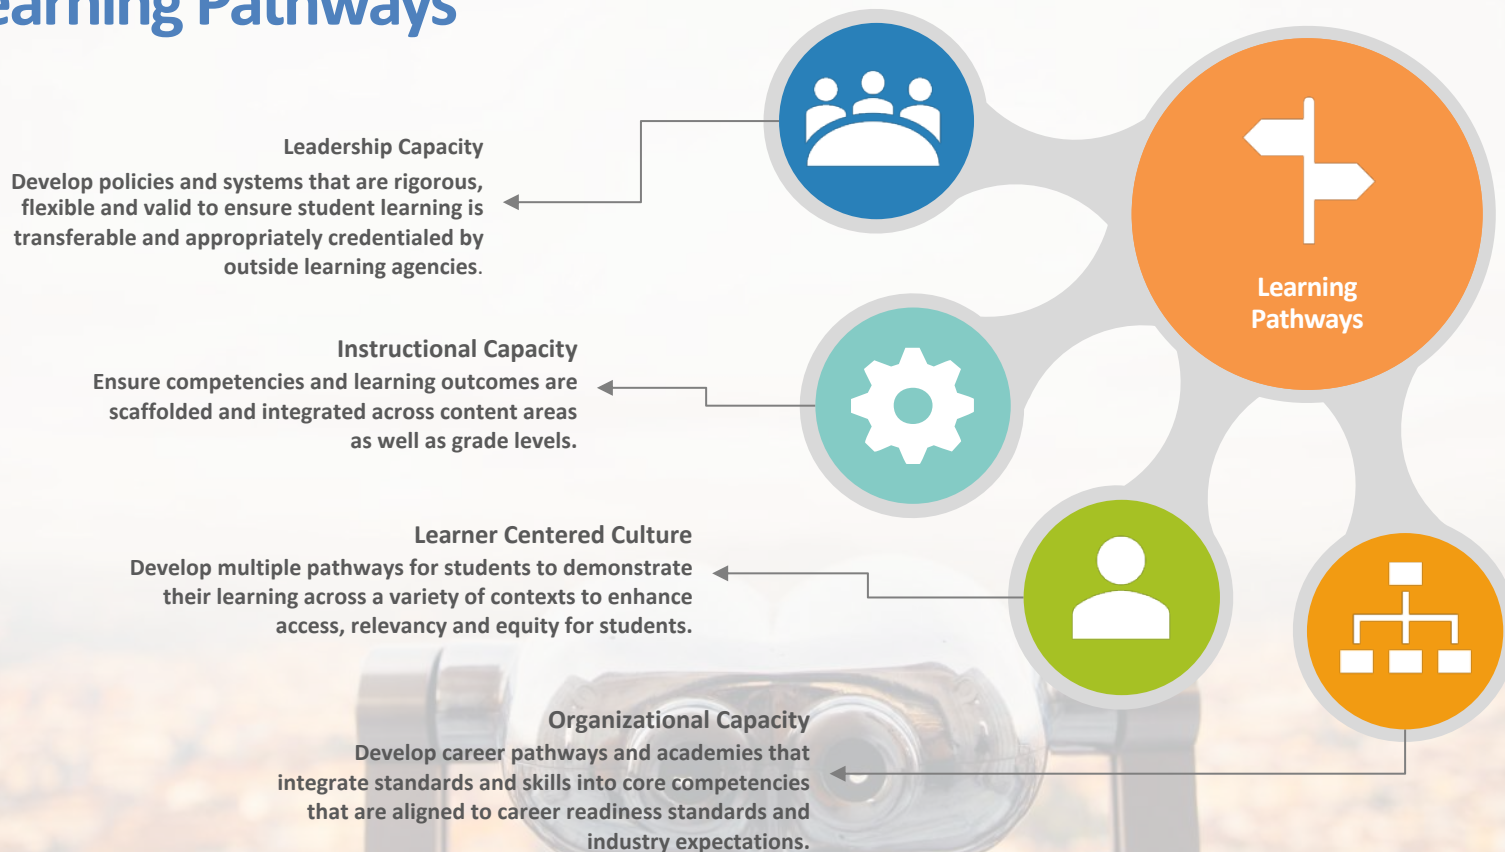 earning Pathways
Leadership Capacity
Develop policies and systems that are rigorous,
flexible and valid to ensure student learning is
transferable and appropriately credentialed by
outside learning agencies.
Instructional Capacity
Ensure competencies and learning outcomes are
scaffolded and integrated across content areas
as well as grade levels.
Learner Centered Culture
Develop multiple pathways for students to demonstrate
their learning across a variety of contexts to enhance
access, relevancy and equity for students.
Organizational Capacity
Develop career pathways and academies that
integrate standards and skills into core competencies
that are aligned to career readiness standards and
industry expectations.
Learning
Pathways